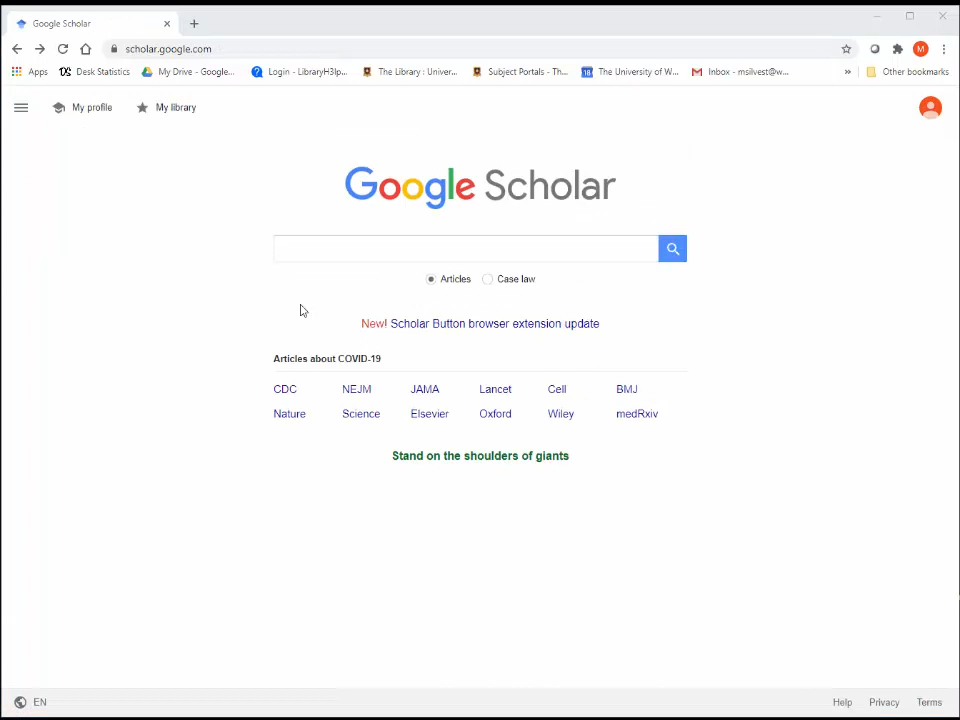 Google Scholar
scholar.google.com
M
Apps DS Desk Statistics My Drive - Google... ? Login - LibraryH3lp... The Library : Univer... Subject Portals - Th... 18 The University of W... Inbox - msilvest@w... » Other bookmarks
My profile My library
Google Scholar
Articles Case law
New! Scholar Button browser extension update
Articles about COVID-19
CDC NEJM JAMA Lancet Cell BMJ
Nature Science Elsevier Oxford Wiley medRxiv
Stand on the shoulders of giants
EN Help Privacy Terms